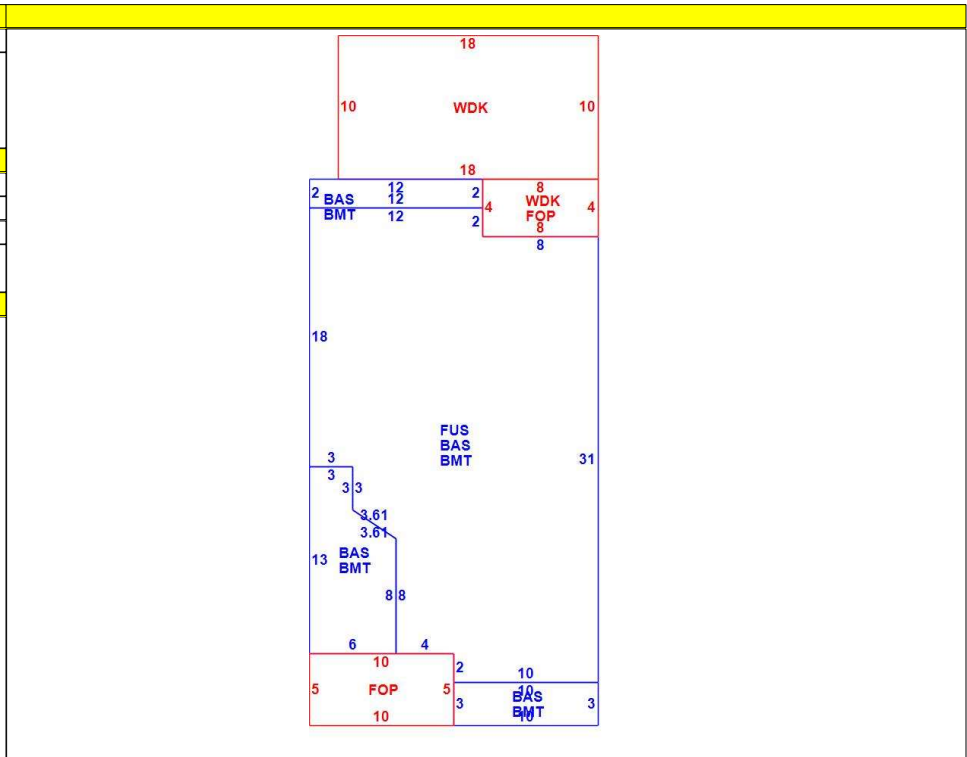 18
10 WDK 10
18
12 8
2 BAS 12 2 WDK
BMT 12 4 FOP 4
2 8
8
18
FUS
BAS
BMT 31
3
3
3 3
3.61
3.61
13 BAS
BMT
8 8
6 4
10 2 10
5 FOP 5 10
3 BAS 3
10 BMT 10